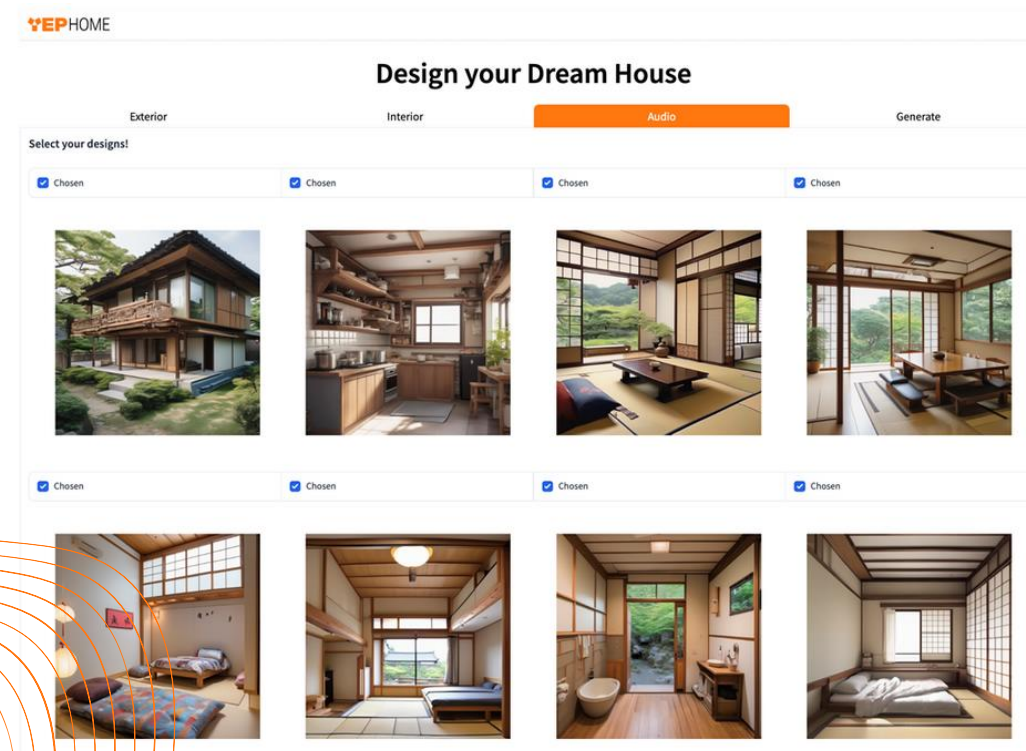 YEPHOME
Design your Dream House
Exterior
Interior
Audio
Generate
Select your designs!
Chosen
Chosen
Chosen
Chosen
Chosen
Chosen
Chosen
Chosen